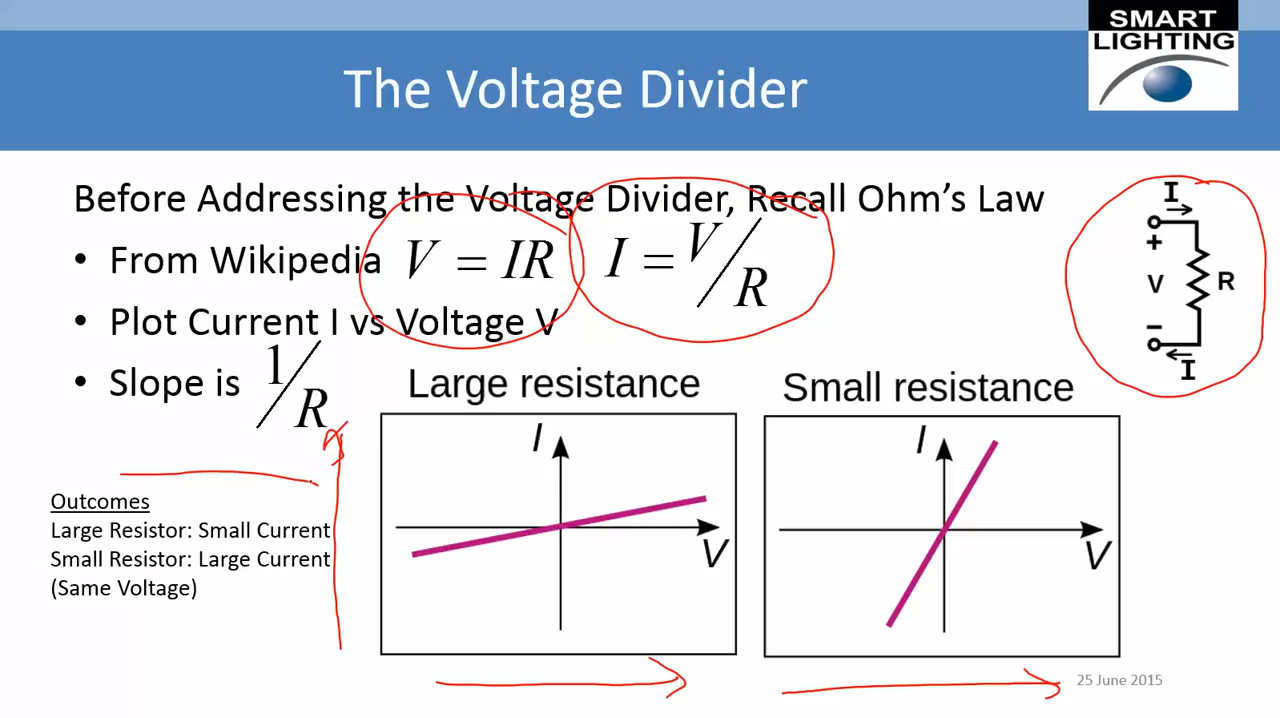 SMART
LIGHTING
The Voltage Divider
Before Addressing the Voltage Divider, Recall Ohm's Law
• From Wikipedia V = IR I = V/R
• Plot Current I vs Voltage V
• Slope is 1/R
I
+
V
R
−
I
Large resistance
Small resistance
I
V
I
V
Outcomes
Large Resistor: Small Current
Small Resistor: Large Current
(Same Voltage)
25 June 2015